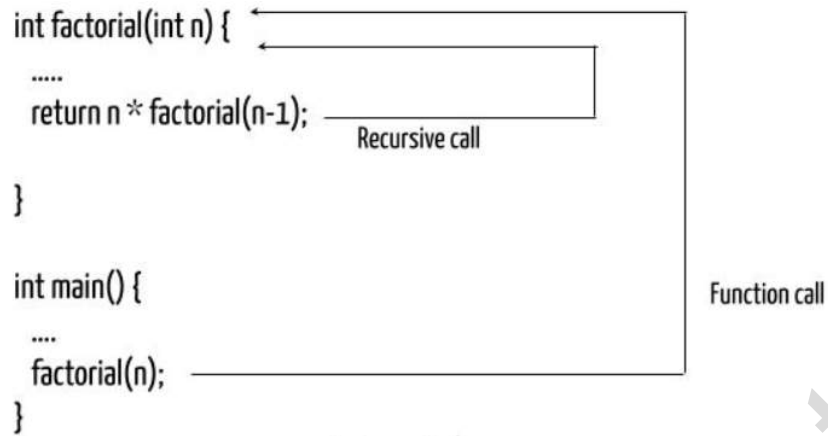 int factorial(int n) {
.....
return n * factorial(n-1);
Recursive call
}
int main() {
Function call
....
factorial(n);
}